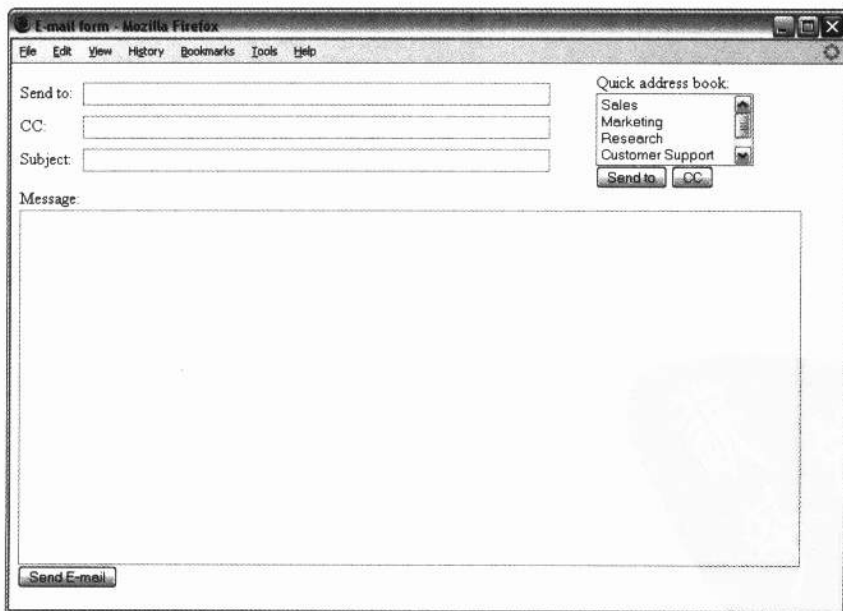 E-mail form - Mozilla Firefox
File Edit View History Bookmarks Tools Help
Send to:
CC:
Subject:
Quick address book:
Sales
Marketing
Research
Customer Support
Send to CC
Message:
Send E-mail